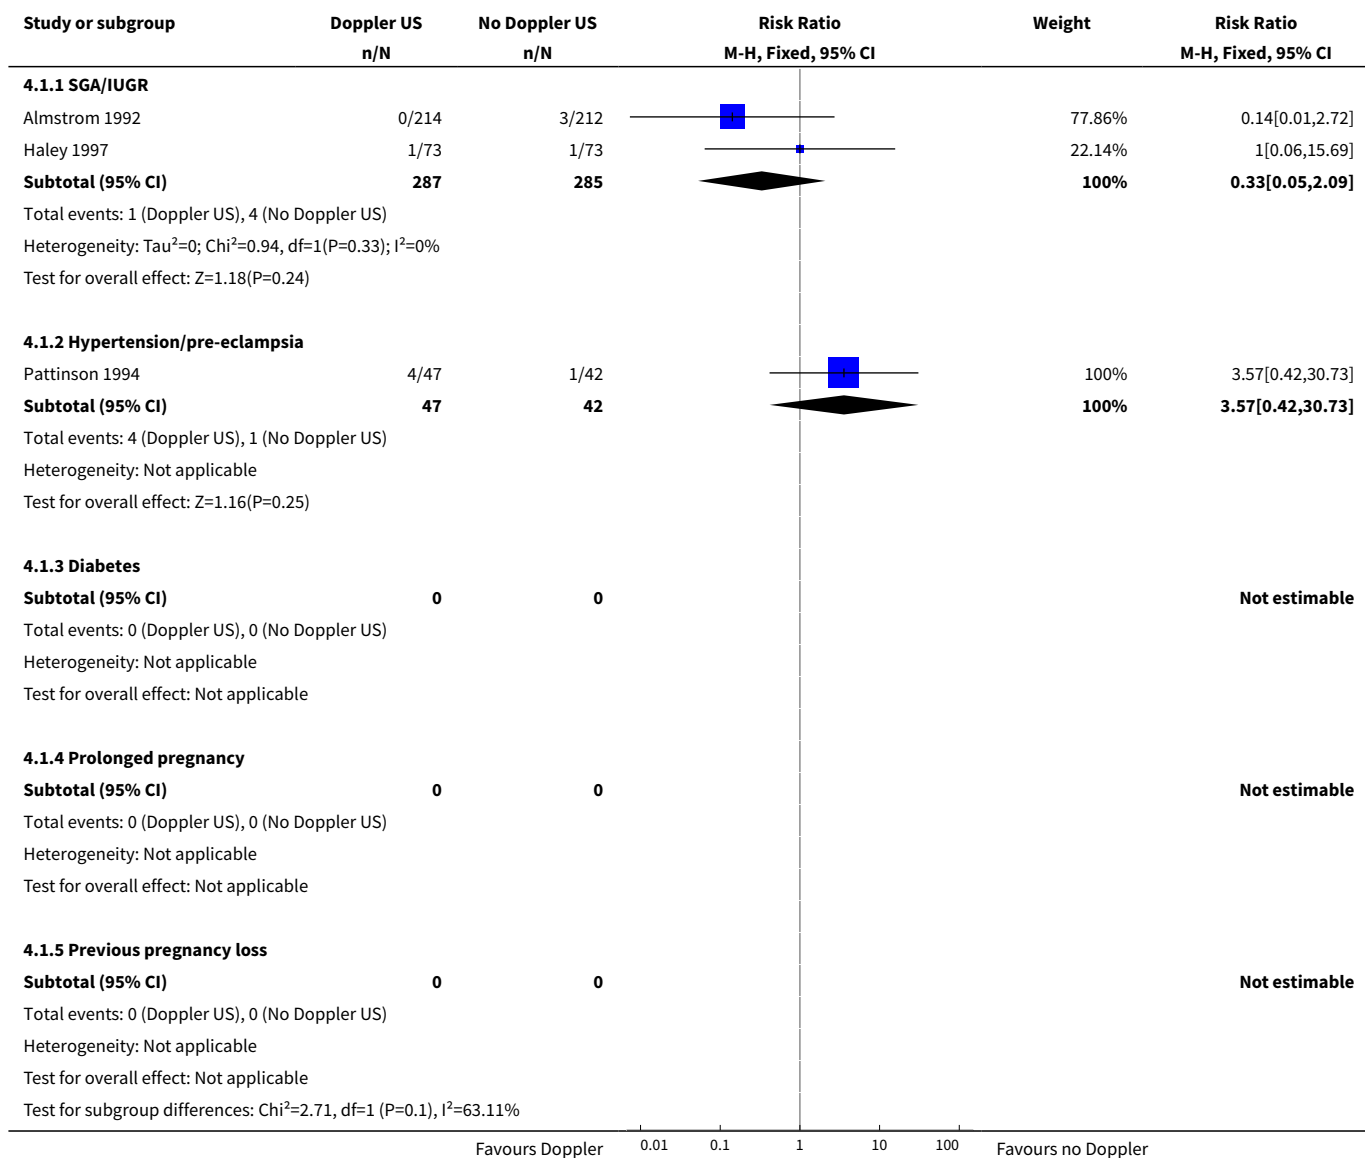 Study or subgroup Doppler US No Doppler US Risk Ratio Weight Risk Ratio
n/N n/N M-H, Fixed, 95% CI M-H, Fixed, 95% CI
4.1.1 SGA/IUGR
Almstrom 1992 0/214 3/212 77.86% 0.14[0.01,2.72]
Haley 1997 1/73 1/73 22.14% 1[0.06,15.69]
Subtotal (95% CI) 287 285 100% 0.33[0.05,2.09]
Total events: 1 (Doppler US), 4 (No Doppler US)
Heterogeneity: Tau²=0; Chi²=0.94, df=1(P=0.33); I²=0%
Test for overall effect: Z=1.18(P=0.24)
4.1.2 Hypertension/pre-eclampsia
Pattinson 1994 4/47 1/42 100% 3.57[0.42,30.73]
Subtotal (95% CI) 47 42 100% 3.57[0.42,30.73]
Total events: 4 (Doppler US), 1 (No Doppler US)
Heterogeneity: Not applicable
Test for overall effect: Z=1.16(P=0.25)
4.1.3 Diabetes
Subtotal (95% CI) 0 0 Not estimable
Total events: 0 (Doppler US), 0 (No Doppler US)
Heterogeneity: Not applicable
Test for overall effect: Not applicable
4.1.4 Prolonged pregnancy
Subtotal (95% CI) 0 0 Not estimable
Total events: 0 (Doppler US), 0 (No Doppler US)
Heterogeneity: Not applicable
Test for overall effect: Not applicable
4.1.5 Previous pregnancy loss
Subtotal (95% CI) 0 0 Not estimable
Total events: 0 (Doppler US), 0 (No Doppler US)
Heterogeneity: Not applicable
Test for overall effect: Not applicable
Test for subgroup differences: Chi²=2.71, df=1 (P=0.1), I²=63.11%
Favours Doppler 0.01 0.1 1 10 100 Favours no Doppler